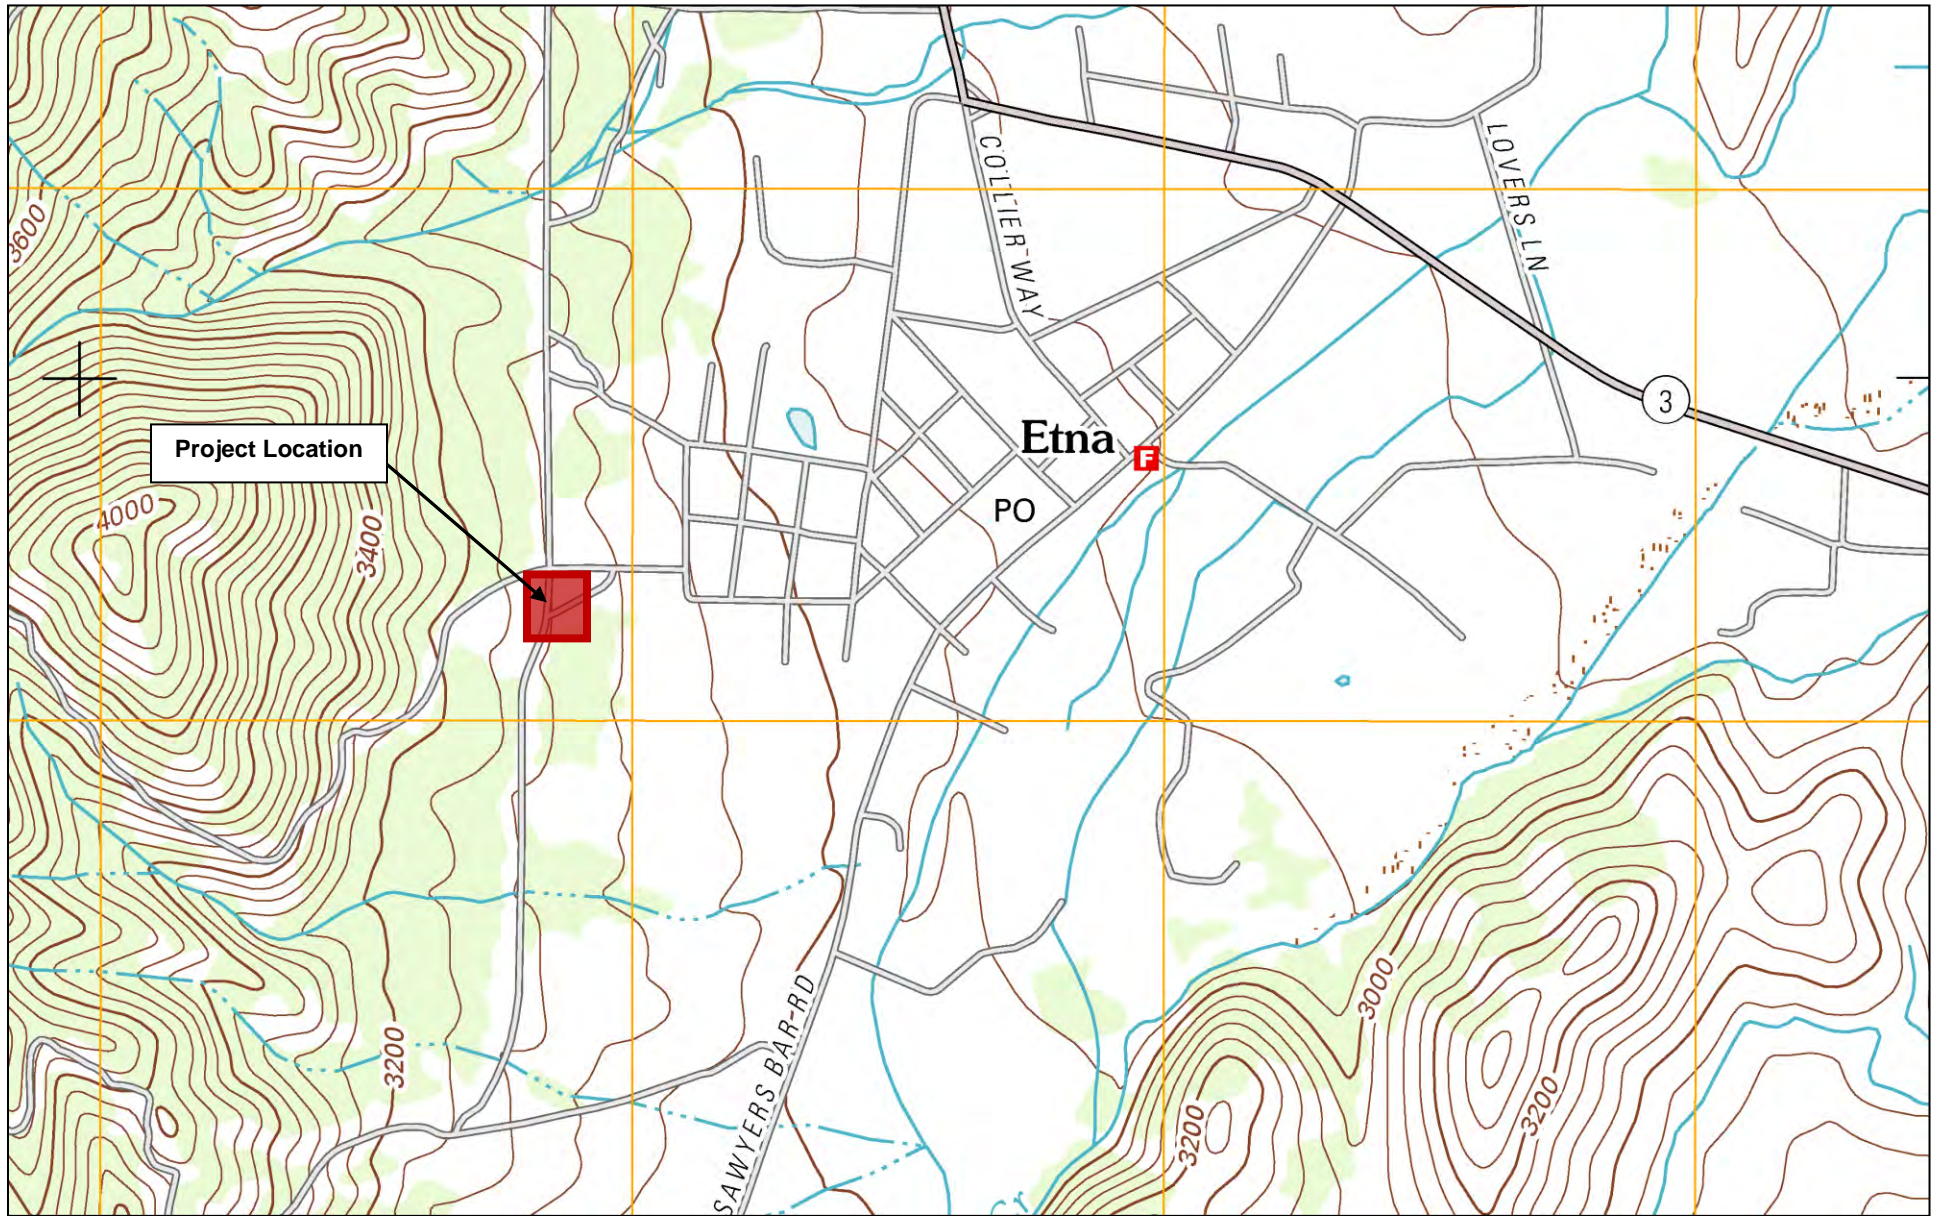 COLLIER WAY
LOVERS LN
3600
3
Project Location
Etna
F
PO
4000
3400
3000
SAWYERS BAR RD
3200
3200
3200
Cr